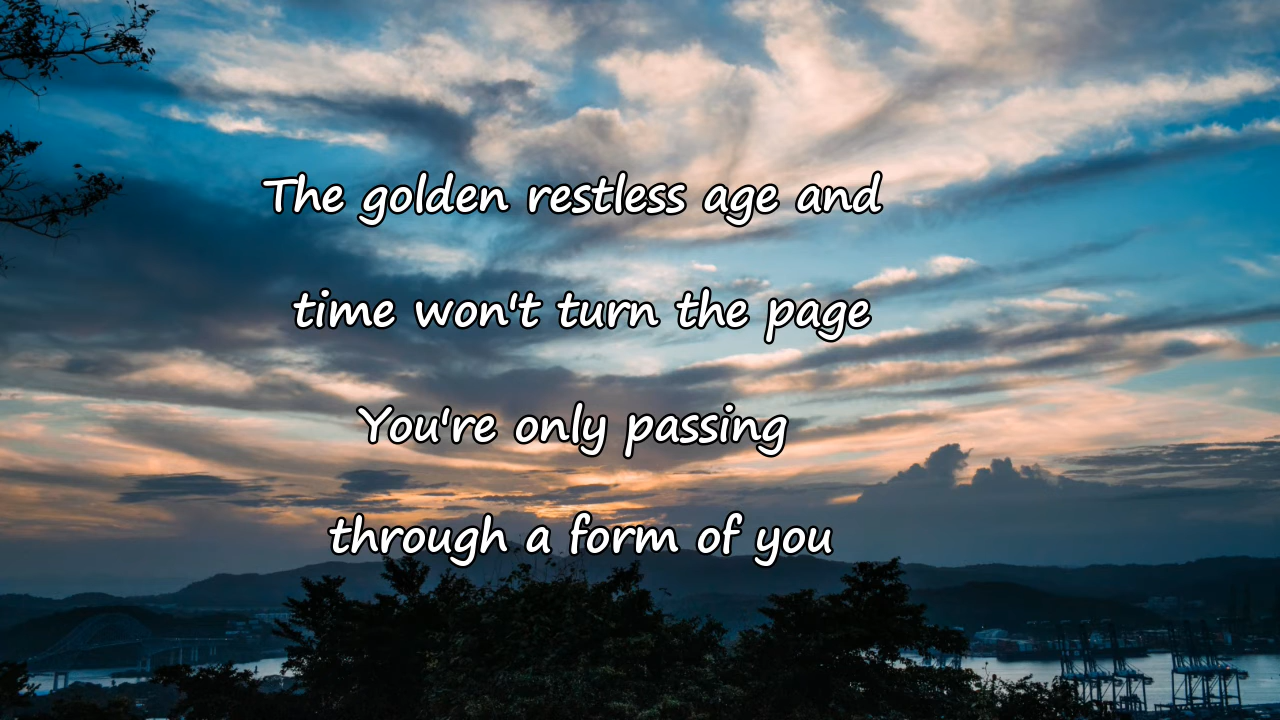 The golden restless age and
time won't turn the page
You're only passing
through a form of you